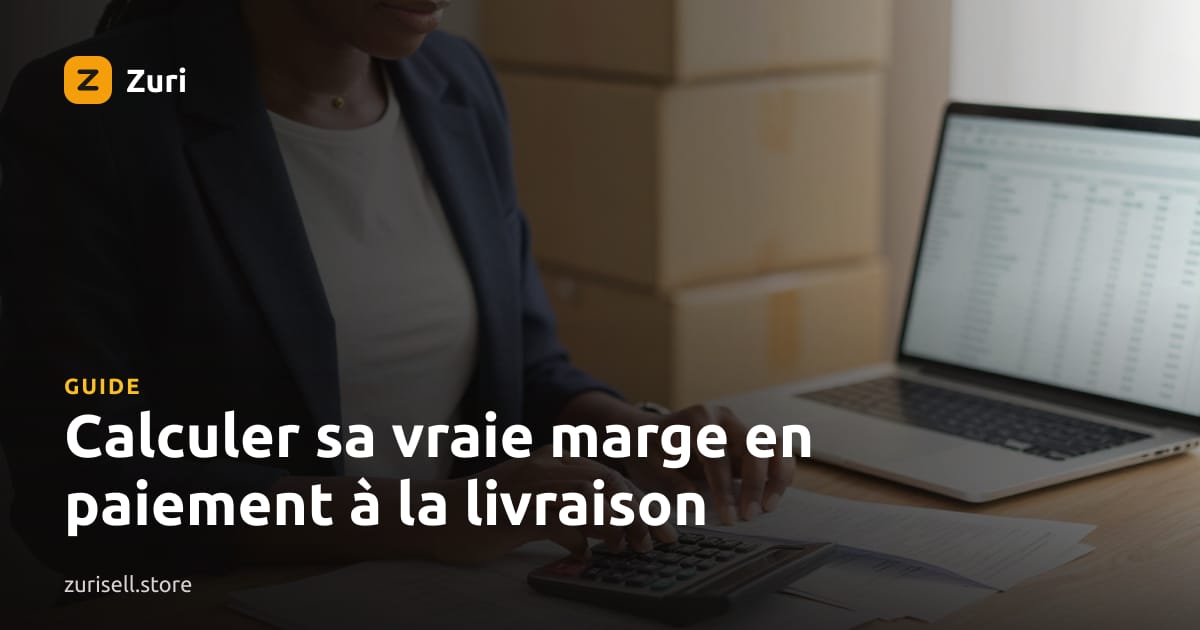 Z Zuri
GUIDE
Calculer sa vraie marge en
paiement à la livraison
zurisell.store